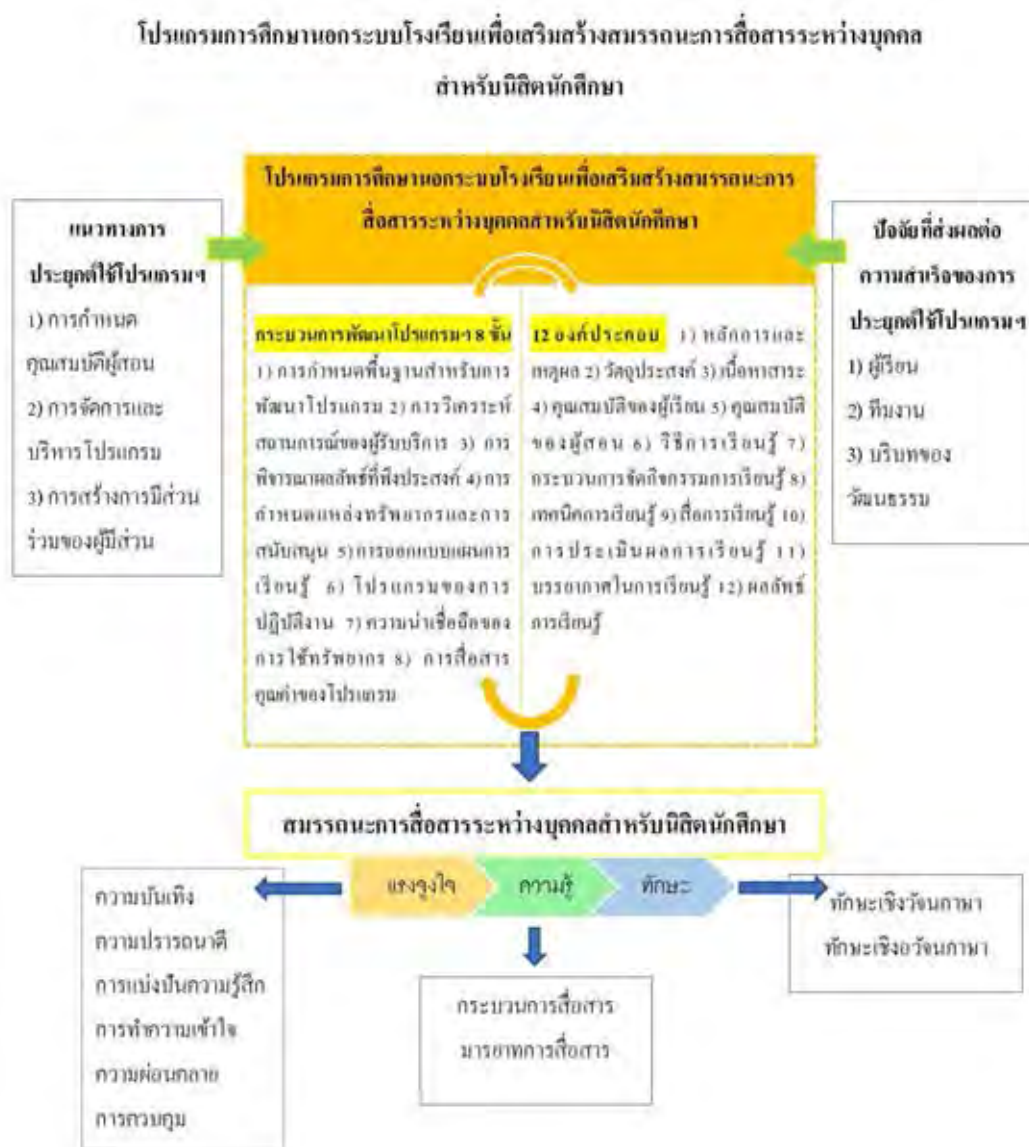 โปรแกรมการศึกษานอกระบบโรงเรียนเพื่อเสริมสร้างสมรรถนะการสื่อสารระหว่างบุคคล
สำหรับนิสิตนักศึกษา
โปรแกรมการศึกษานอกระบบโรงเรียนเพื่อเสริมสร้างสมรรถนะการ
สื่อสารระหว่างบุคคลสำหรับนิสิตนักศึกษา
แนวทางการ
ประยุกต์ใช้โปรแกรมฯ
1) การกำหนด
คุณสมบัติผู้สอน
2) การจัดการและ
บริหารโปรแกรม
3) การสร้างการมีส่วน
ร่วมของผู้มีส่วน
กระบวนการพัฒนาโปรแกรมฯ 8 ขั้น
1) การกำหนดพื้นฐานสำหรับการ
พัฒนาโปรแกรม 2) การวิเคราะห์
สถานการณ์ของผู้รับบริการ 3) การ
พิจารณาผลลัพธ์ที่พึงประสงค์ 4) การ
กำหนดแหล่งทรัพยากรและการ
สนับสนุน 5) การออกแบบแผนการ
เรียนรู้ 6) โปรแกรมของการ
ปฏิบัติงาน 7) ความน่าเชื่อถือของ
การใช้ทรัพยากร 8) การสื่อสาร
คุณค่าของโปรแกรม
12 องค์ประกอบ 1) หลักการและ
เหตุผล 2) วัตถุประสงค์ 3) เนื้อหาสาระ
4) คุณสมบัติของผู้เรียน 5) คุณสมบัติ
ของผู้สอน 6) วิธีการเรียนรู้ 7)
กระบวนการจัดกิจกรรมการเรียนรู้ 8)
เทคนิคการเรียนรู้ 9) สื่อการเรียนรู้ 10)
การประเมินผลการเรียนรู้ 11)
บรรยากาศในการเรียนรู้ 12) ผลลัพธ์
การเรียนรู้
ปัจจัยที่ส่งผลต่อ
ความสำเร็จของการ
ประยุกต์ใช้โปรแกรมฯ
1) ผู้เรียน
2) ทีมงาน
3) บริบทของ
วัฒนธรรม
สมรรถนะการสื่อสารระหว่างบุคคลสำหรับนิสิตนักศึกษา
แรงจูงใจ
ความรู้
ทักษะ
ความบันเทิง
ความปรารถนาดี
การแบ่งปันความรู้สึก
การทำความเข้าใจ
ความผ่อนคลาย
การควบคุม
กระบวนการสื่อสาร
มารยาทการสื่อสาร
ทักษะเชิงวัจนภาษา
ทักษะเชิงอวัจนภาษา